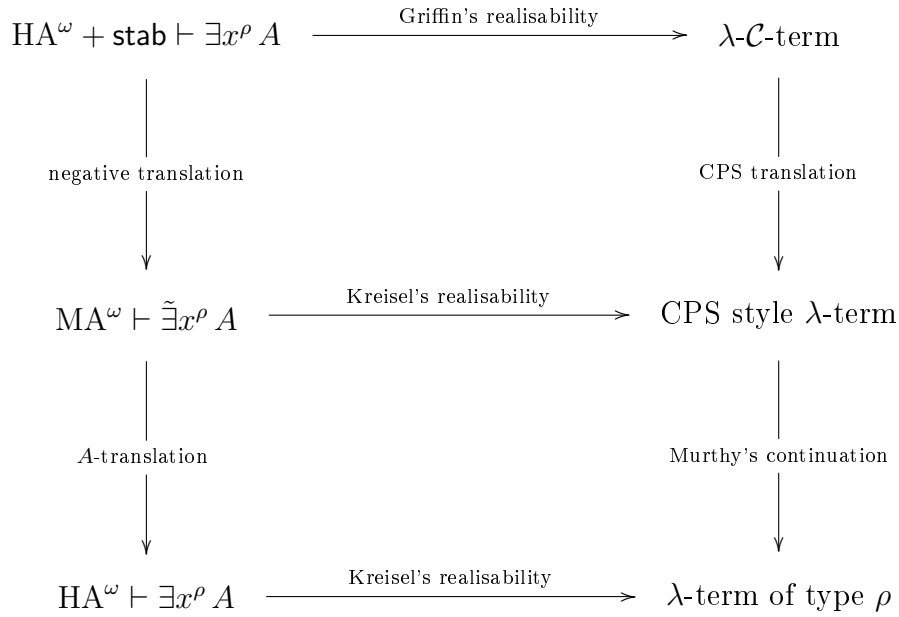 Griffin's realisability
HA^ω + stab ⊢ ∃x^ρ A
λ-𝒞-term
negative translation
CPS translation
Kreisel's realisability
MA^ω ⊢ ∃̃x^ρ A
CPS style λ-term
A-translation
Murthy's continuation
Kreisel's realisability
HA^ω ⊢ ∃x^ρ A
λ-term of type ρ